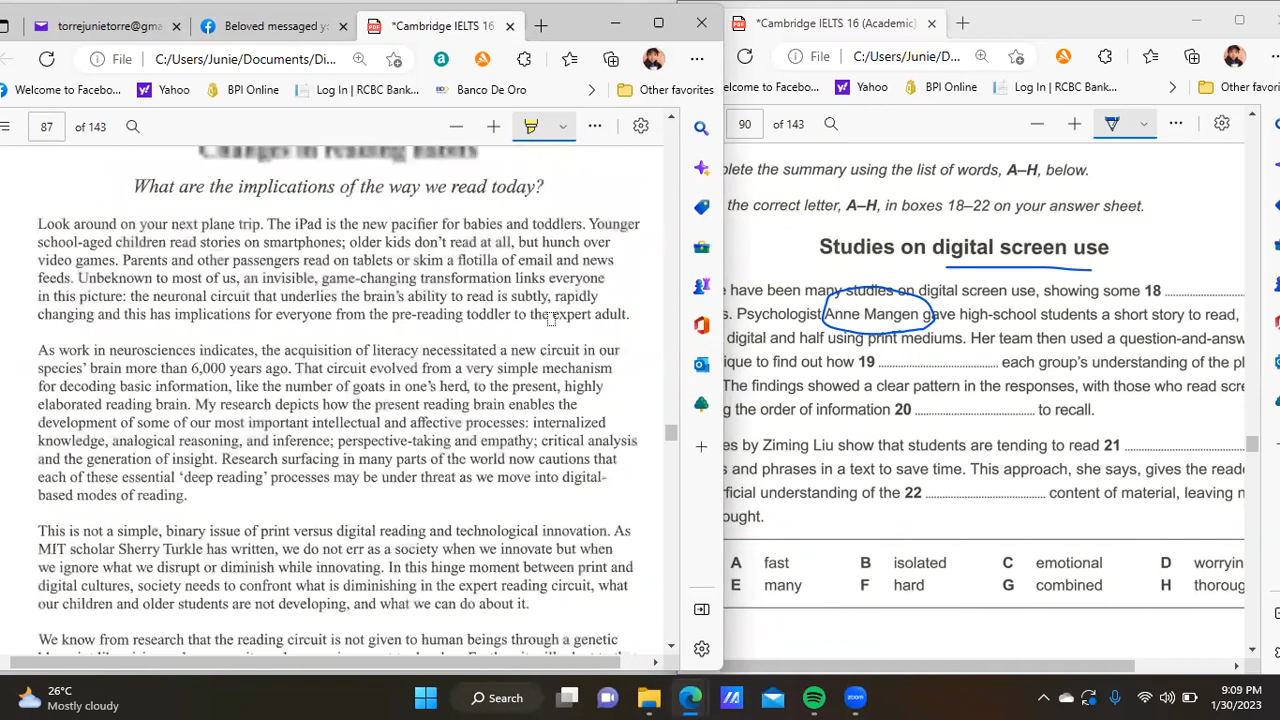 torrejunietorre@gma
Beloved messaged y
*Cambridge IELTS 16
*Cambridge IELTS 16 (Academic)
File
C:/Users/Junie/Documents/Di...
File
C:/Users/Junie/D...
Welcome to Facebo...
Yahoo
BPI Online
Log In | RCBC Bank...
Banco De Oro
Other favorites
elcome to Facebo...
Yahoo
BPI Online
Log In | RCBC Bank...
Other favori
87 of 143
90 of 143
Changes in reading habits
What are the implications of the way we read today?
Look around on your next plane trip. The iPad is the new pacifier for babies and toddlers. Younger
school-aged children read stories on smartphones; older kids don't read at all, but hunch over
video games. Parents and other passengers read on tablets or skim a flotilla of email and news
feeds. Unbeknown to most of us, an invisible, game-changing transformation links everyone
in this picture: the neuronal circuit that underlies the brain's ability to read is subtly, rapidly
changing and this has implications for everyone from the pre-reading toddler to the expert adult.
As work in neurosciences indicates, the acquisition of literacy necessitated a new circuit in our
species' brain more than 6,000 years ago. That circuit evolved from a very simple mechanism
for decoding basic information, like the number of goats in one's herd, to the present, highly
elaborated reading brain. My research depicts how the present reading brain enables the
development of some of our most important intellectual and affective processes: internalized
knowledge, analogical reasoning, and inference; perspective-taking and empathy; critical analysis
and the generation of insight. Research surfacing in many parts of the world now cautions that
each of these essential 'deep reading' processes may be under threat as we move into digital-
based modes of reading.
This is not a simple, binary issue of print versus digital reading and technological innovation. As
MIT scholar Sherry Turkle has written, we do not err as a society when we innovate but when
we ignore what we disrupt or diminish while innovating. In this hinge moment between print and
digital cultures, society needs to confront what is diminishing in the expert reading circuit, what
our children and older students are not developing, and what we can do about it.
We know from research that the reading circuit is not given to human beings through a genetic
plete the summary using the list of words, A–H, below.
the correct letter, A–H, in boxes 18–22 on your answer sheet.
Studies on digital screen use
e have been many studies on digital screen use, showing some 18 ....................
s. Psychologist Anne Mangen gave high-school students a short story to read,
digital and half using print mediums. Her team then used a question-and-answ
ique to find out how 19 .............................. each group's understanding of the pl
The findings showed a clear pattern in the responses, with those who read scre
g the order of information 20 .............................. to recall.
es by Ziming Liu show that students are tending to read 21 ..............................
s and phrases in a text to save time. This approach, she says, gives the reade
rficial understanding of the 22 .............................. content of material, leaving n
ought.
A fast B isolated C emotional D worryin
E many F hard G combined H thoroug
26°C
Mostly cloudy
Search
9:09 PM
1/30/2023